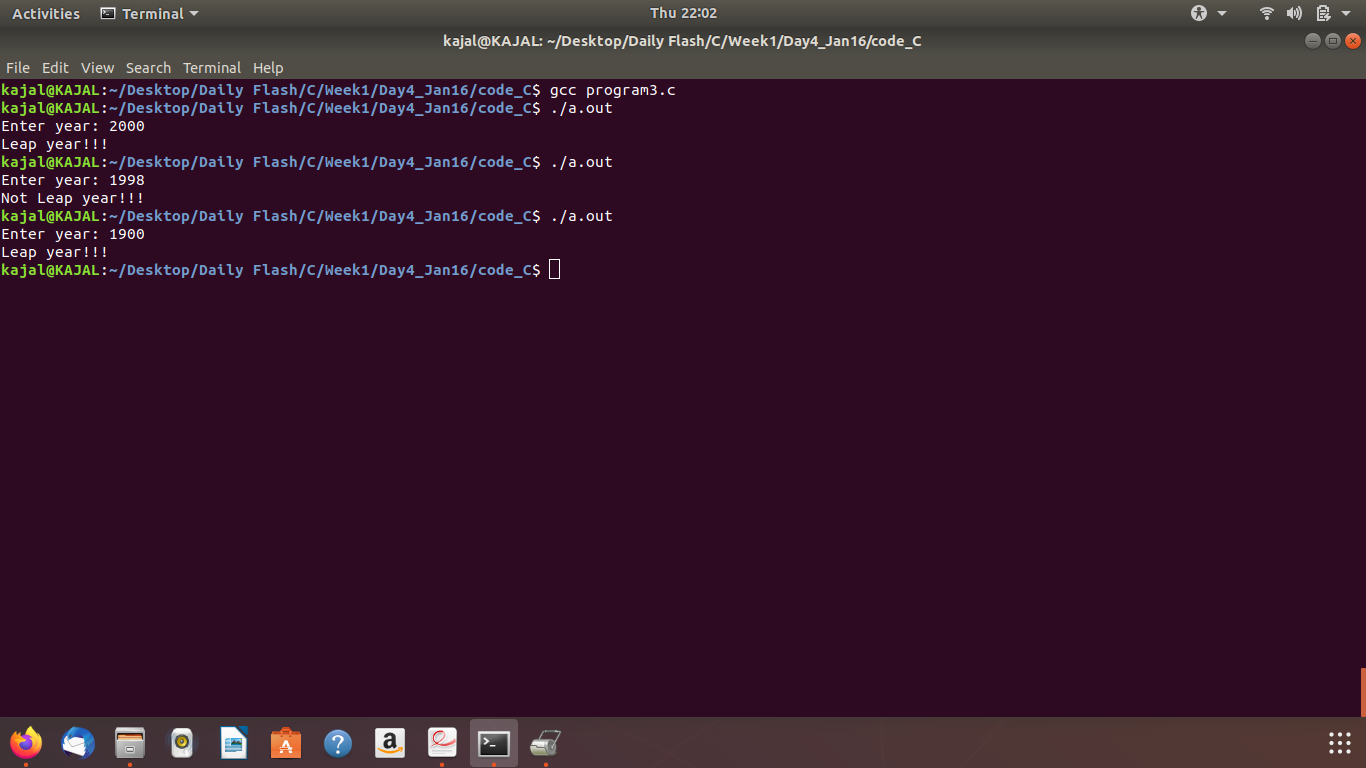 Activities Terminal Thu 22:02
kajal@KAJAL: ~/Desktop/Daily Flash/C/Week1/Day4_Jan16/code_C
File Edit View Search Terminal Help
kajal@KAJAL:~/Desktop/Daily Flash/C/Week1/Day4_Jan16/code_C$ gcc program3.c
kajal@KAJAL:~/Desktop/Daily Flash/C/Week1/Day4_Jan16/code_C$ ./a.out
Enter year: 2000
Leap year!!!
kajal@KAJAL:~/Desktop/Daily Flash/C/Week1/Day4_Jan16/code_C$ ./a.out
Enter year: 1998
Not Leap year!!!
kajal@KAJAL:~/Desktop/Daily Flash/C/Week1/Day4_Jan16/code_C$ ./a.out
Enter year: 1900
Leap year!!!
kajal@KAJAL:~/Desktop/Daily Flash/C/Week1/Day4_Jan16/code_C$